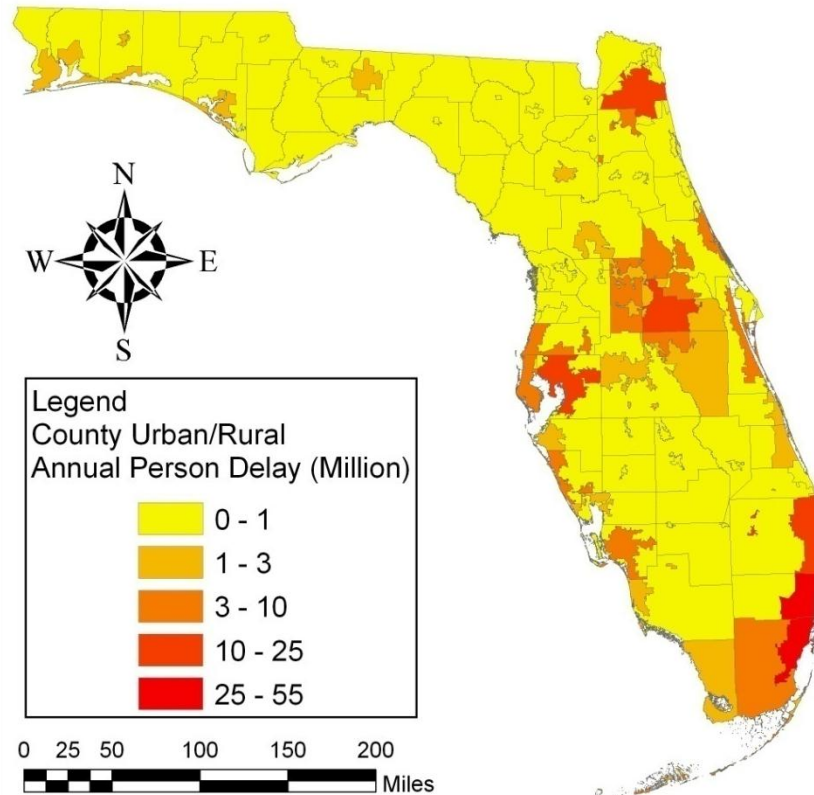 N
W E
S
Legend
County Urban/Rural
Annual Person Delay (Million)
0 - 1
1 - 3
3 - 10
10 - 25
25 - 55
0 25 50 100 150 200
Miles